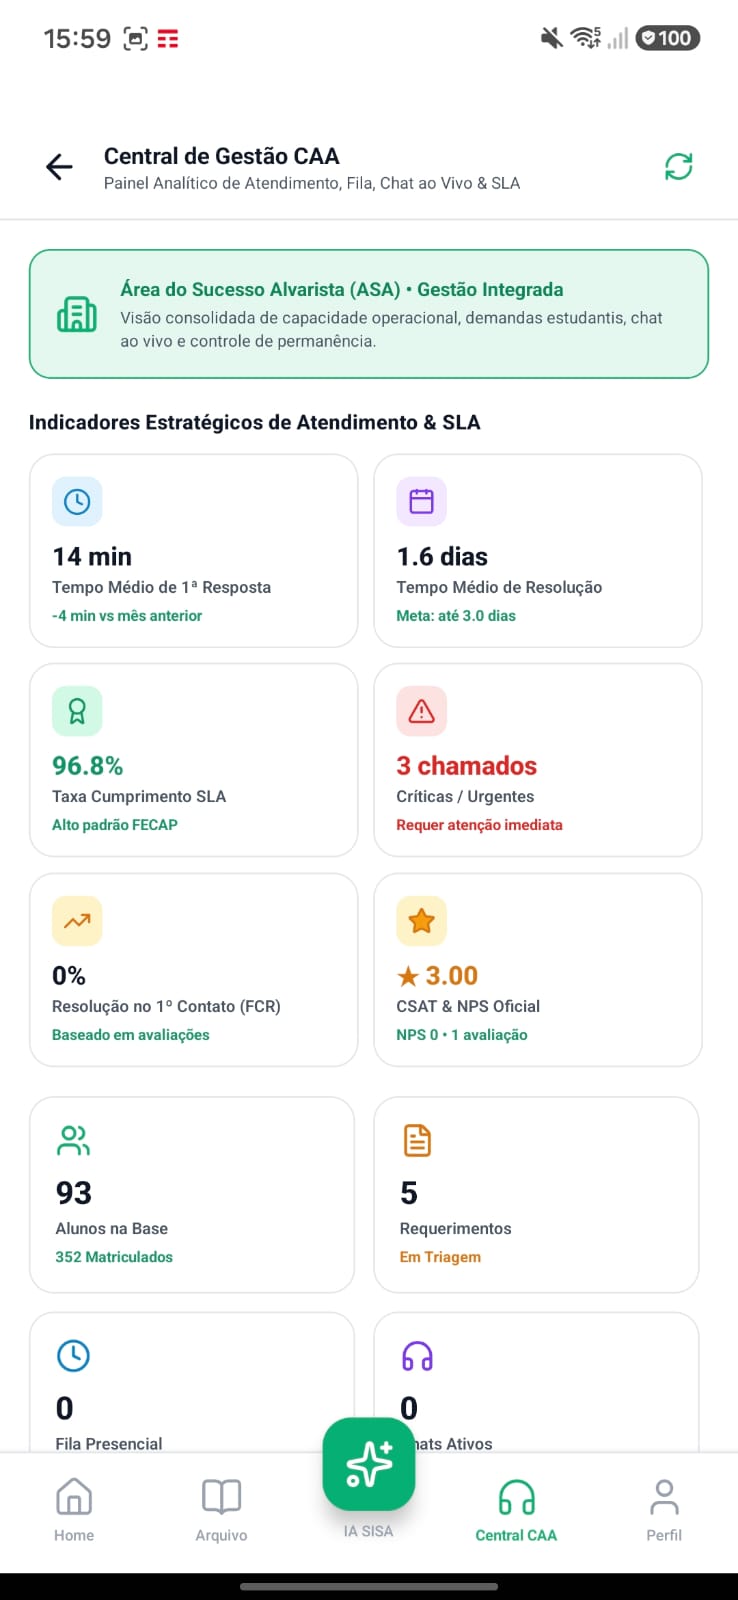 15:59
100
Central de Gestão CAA
Painel Analítico de Atendimento, Fila, Chat ao Vivo & SLA
Área do Sucesso Alvarista (ASA) • Gestão Integrada
Visão consolidada de capacidade operacional, demandas estudantis, chat
ao vivo e controle de permanência.
Indicadores Estratégicos de Atendimento & SLA
14 min
Tempo Médio de 1ª Resposta
-4 min vs mês anterior
1.6 dias
Tempo Médio de Resolução
Meta: até 3.0 dias
96.8%
Taxa Cumprimento SLA
Alto padrão FECAP
3 chamados
Críticas / Urgentes
Requer atenção imediata
0%
Resolução no 1º Contato (FCR)
Baseado em avaliações
★ 3.00
CSAT & NPS Oficial
NPS 0 • 1 avaliação
93
Alunos na Base
352 Matriculados
5
Requerimentos
Em Triagem
0
Fila Presencial
0
hats Ativos
Home
Arquivo
IA SISA
Central CAA
Perfil